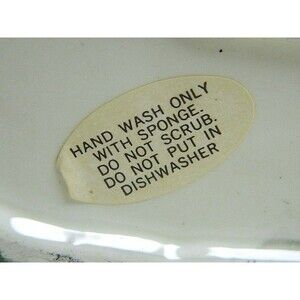 HAND WASH ONLY
WITH SPONGE.
DO NOT SCRUB.
DO NOT PUT IN
DISHWASHER